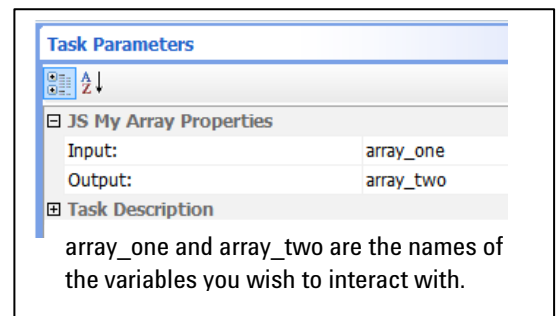 Task Parameters
A
Z
JS My Array Properties
Input: array_one
Output: array_two
Task Description
array_one and array_two are the names of
the variables you wish to interact with.